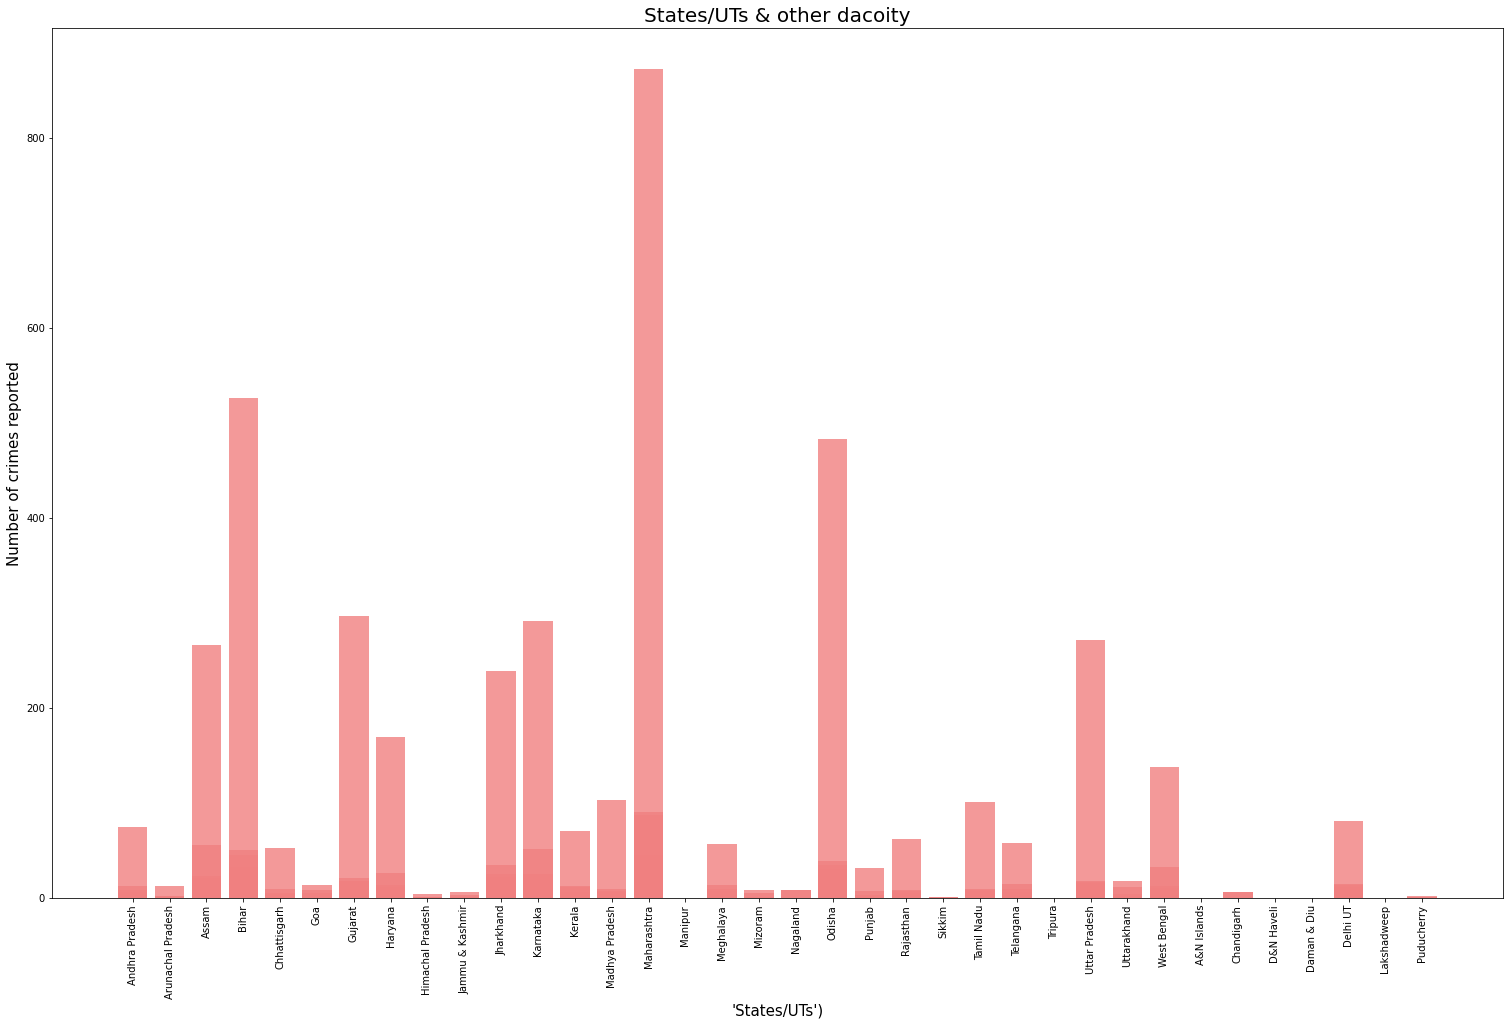 States/UTs & other dacoity
Number of crimes reported
800
600
400
200
0
Andhra Pradesh
Arunachal Pradesh
Assam
Bihar
Chhattisgarh
Goa
Gujarat
Haryana
Himachal Pradesh
Jammu & Kashmir
Jharkhand
Karnataka
Kerala
Madhya Pradesh
Maharashtra
Manipur
Meghalaya
Mizoram
Nagaland
Odisha
Punjab
Rajasthan
Sikkim
Tamil Nadu
Telangana
Tripura
Uttar Pradesh
Uttarakhand
West Bengal
A&N Islands
Chandigarh
D&N Haveli
Daman & Diu
Delhi UT
Lakshadweep
Puducherry
'States/UTs')